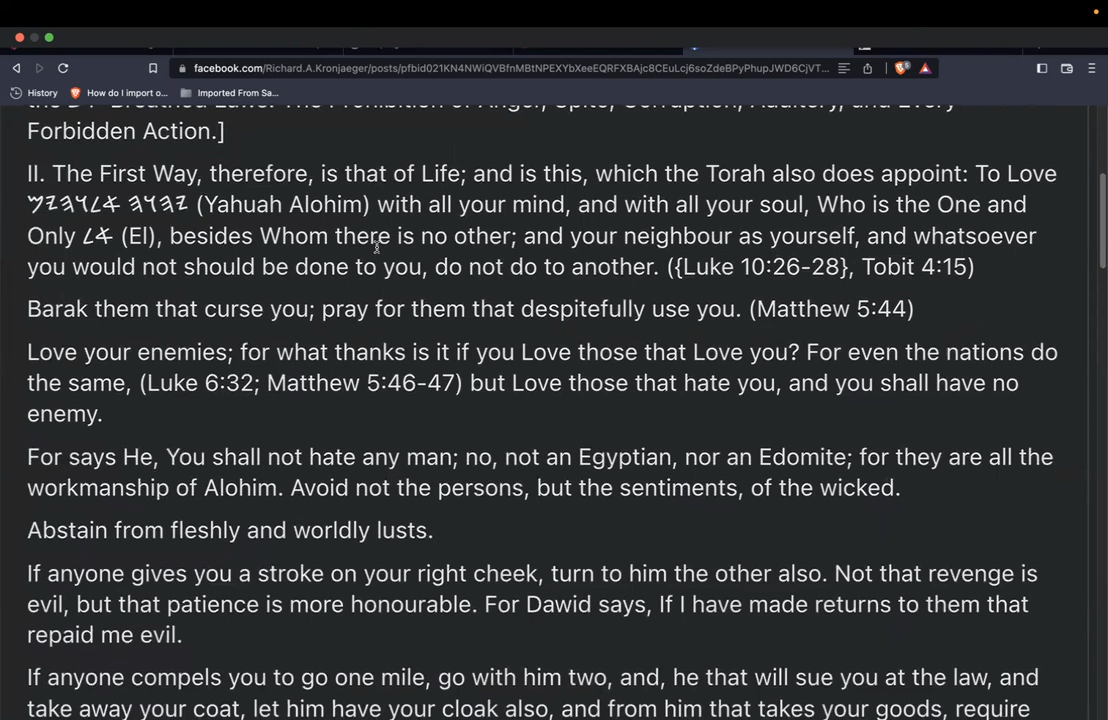 facebook.com/Richard.A.Kronjaeger/posts/pfbid021KN4NWiQVBfnMBtNPEXYbXeeEQRFXBAjc8CEuLcj6soZdeBPyPhupJWD6CjVT...
History How do I import o... Imported From Sa...
Forbidden Action.]
II. The First Way, therefore, is that of Life; and is this, which the Torah also does appoint: To Love
𐤉𐤄𐤅𐤄 𐤀𐤋𐤅𐤄𐤉𐤌 (Yahuah Alohim) with all your mind, and with all your soul, Who is the One and
Only 𐤀𐤋 (El), besides Whom there is no other; and your neighbour as yourself, and whatsoever
you would not should be done to you, do not do to another. ({Luke 10:26-28}, Tobit 4:15)
Barak them that curse you; pray for them that despitefully use you. (Matthew 5:44)
Love your enemies; for what thanks is it if you Love those that Love you? For even the nations do
the same, (Luke 6:32; Matthew 5:46-47) but Love those that hate you, and you shall have no
enemy.
For says He, You shall not hate any man; no, not an Egyptian, nor an Edomite; for they are all the
workmanship of Alohim. Avoid not the persons, but the sentiments, of the wicked.
Abstain from fleshly and worldly lusts.
If anyone gives you a stroke on your right cheek, turn to him the other also. Not that revenge is
evil, but that patience is more honourable. For Dawid says, If I have made returns to them that
repaid me evil.
If anyone compels you to go one mile, go with him two, and, he that will sue you at the law, and
take away your coat, let him have your cloak also, and from him that takes your goods, require